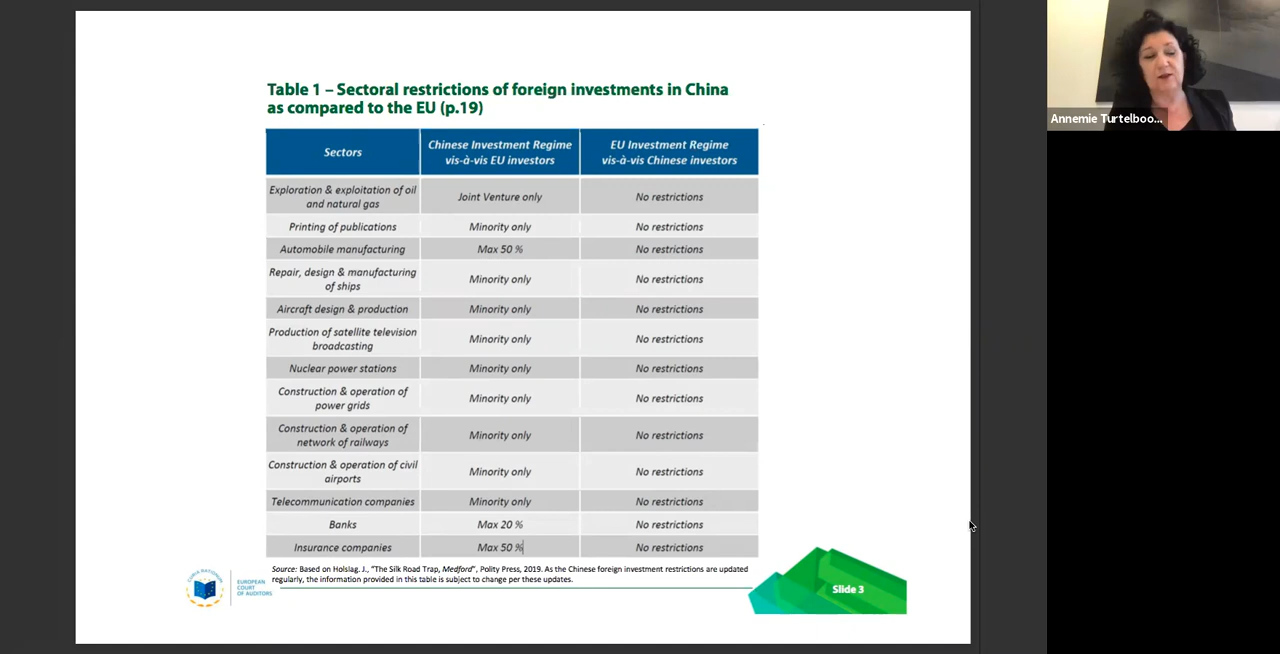 Table 1 – Sectoral restrictions of foreign investments in China
as compared to the EU (p.19)
Sectors
Chinese Investment Regime
vis-à-vis EU investors
EU Investment Regime
vis-à-vis Chinese investors
Exploration & exploitation of oil
and natural gas
Joint Venture only
No restrictions
Printing of publications
Minority only
No restrictions
Automobile manufacturing
Max 50 %
No restrictions
Repair, design & manufacturing
of ships
Minority only
No restrictions
Aircraft design & production
Minority only
No restrictions
Production of satellite television
broadcasting
Minority only
No restrictions
Nuclear power stations
Minority only
No restrictions
Construction & operation of
power grids
Minority only
No restrictions
Construction & operation of
network of railways
Minority only
No restrictions
Construction & operation of civil
airports
Minority only
No restrictions
Telecommunication companies
Minority only
No restrictions
Banks
Max 20 %
No restrictions
Insurance companies
Max 50 %
No restrictions
Source: Based on Holslag. J., "The Silk Road Trap, Medford", Polity Press, 2019. As the Chinese foreign investment restrictions are updated
regularly, the information provided in this table is subject to change per these updates.
EUROPEAN
COURT
OF AUDITORS
Slide 3
Annemie Turtelboo...